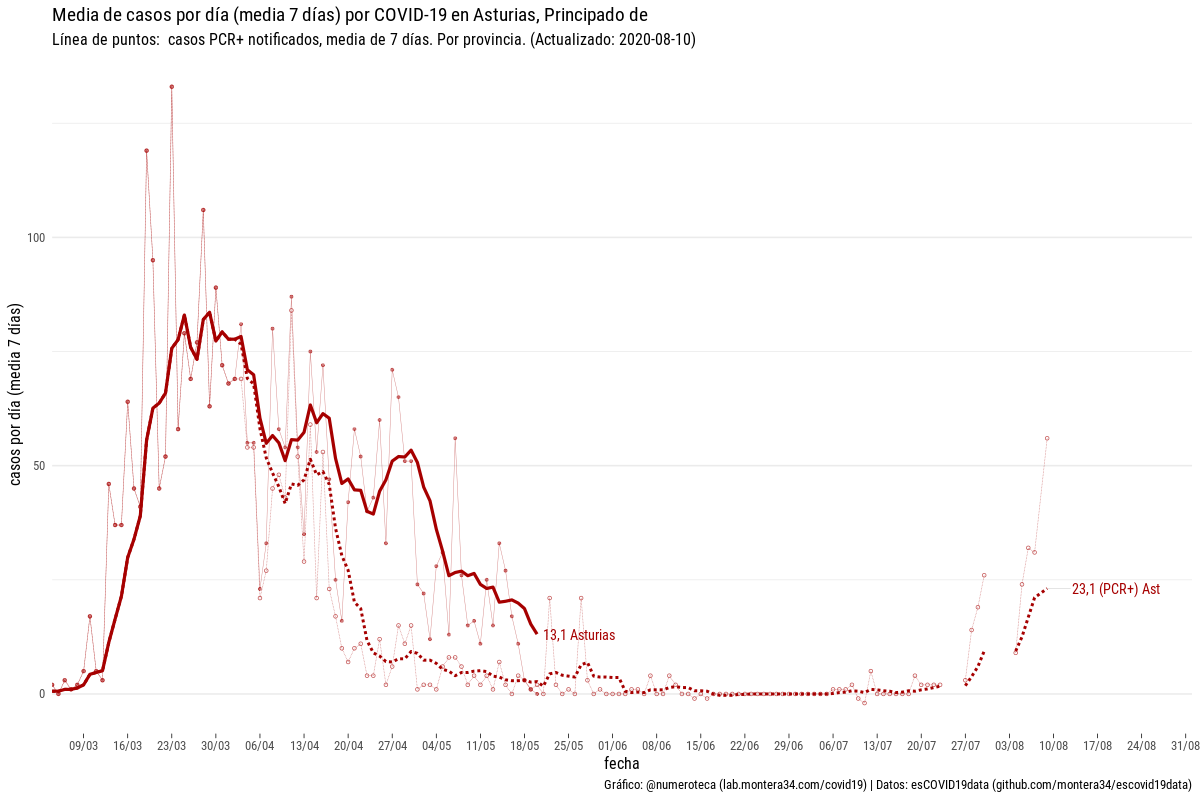 Media de casos por día (media 7 días) por COVID-19 en Asturias, Principado de
Línea de puntos:  casos PCR+ notificados, media de 7 días. Por provincia. (Actualizado: 2020-08-10)
casos por día (media 7 días)
100
50
0
13,1 Asturias
23,1 (PCR+) Ast
09/03 16/03 23/03 30/03 06/04 13/04 20/04 27/04 04/05 11/05 18/05 25/05 01/06 08/06 15/06 22/06 29/06 06/07 13/07 20/07 27/07 03/08 10/08 17/08 24/08 31/08
fecha
Gráfico: @numeroteca (lab.montera34.com/covid19) | Datos: esCOVID19data (github.com/montera34/escovid19data)